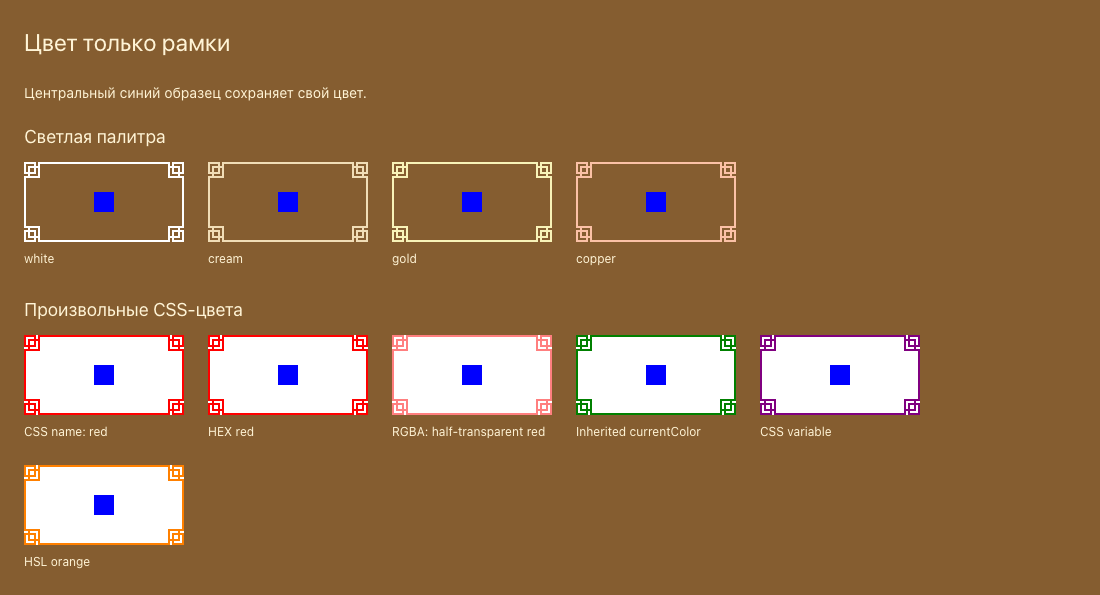 Цвет только рамки
Центральный синий образец сохраняет свой цвет.
Светлая палитра
white
cream
gold
copper
Произвольные CSS-цвета
CSS name: red
HEX red
RGBA: half-transparent red
Inherited currentColor
CSS variable
HSL orange